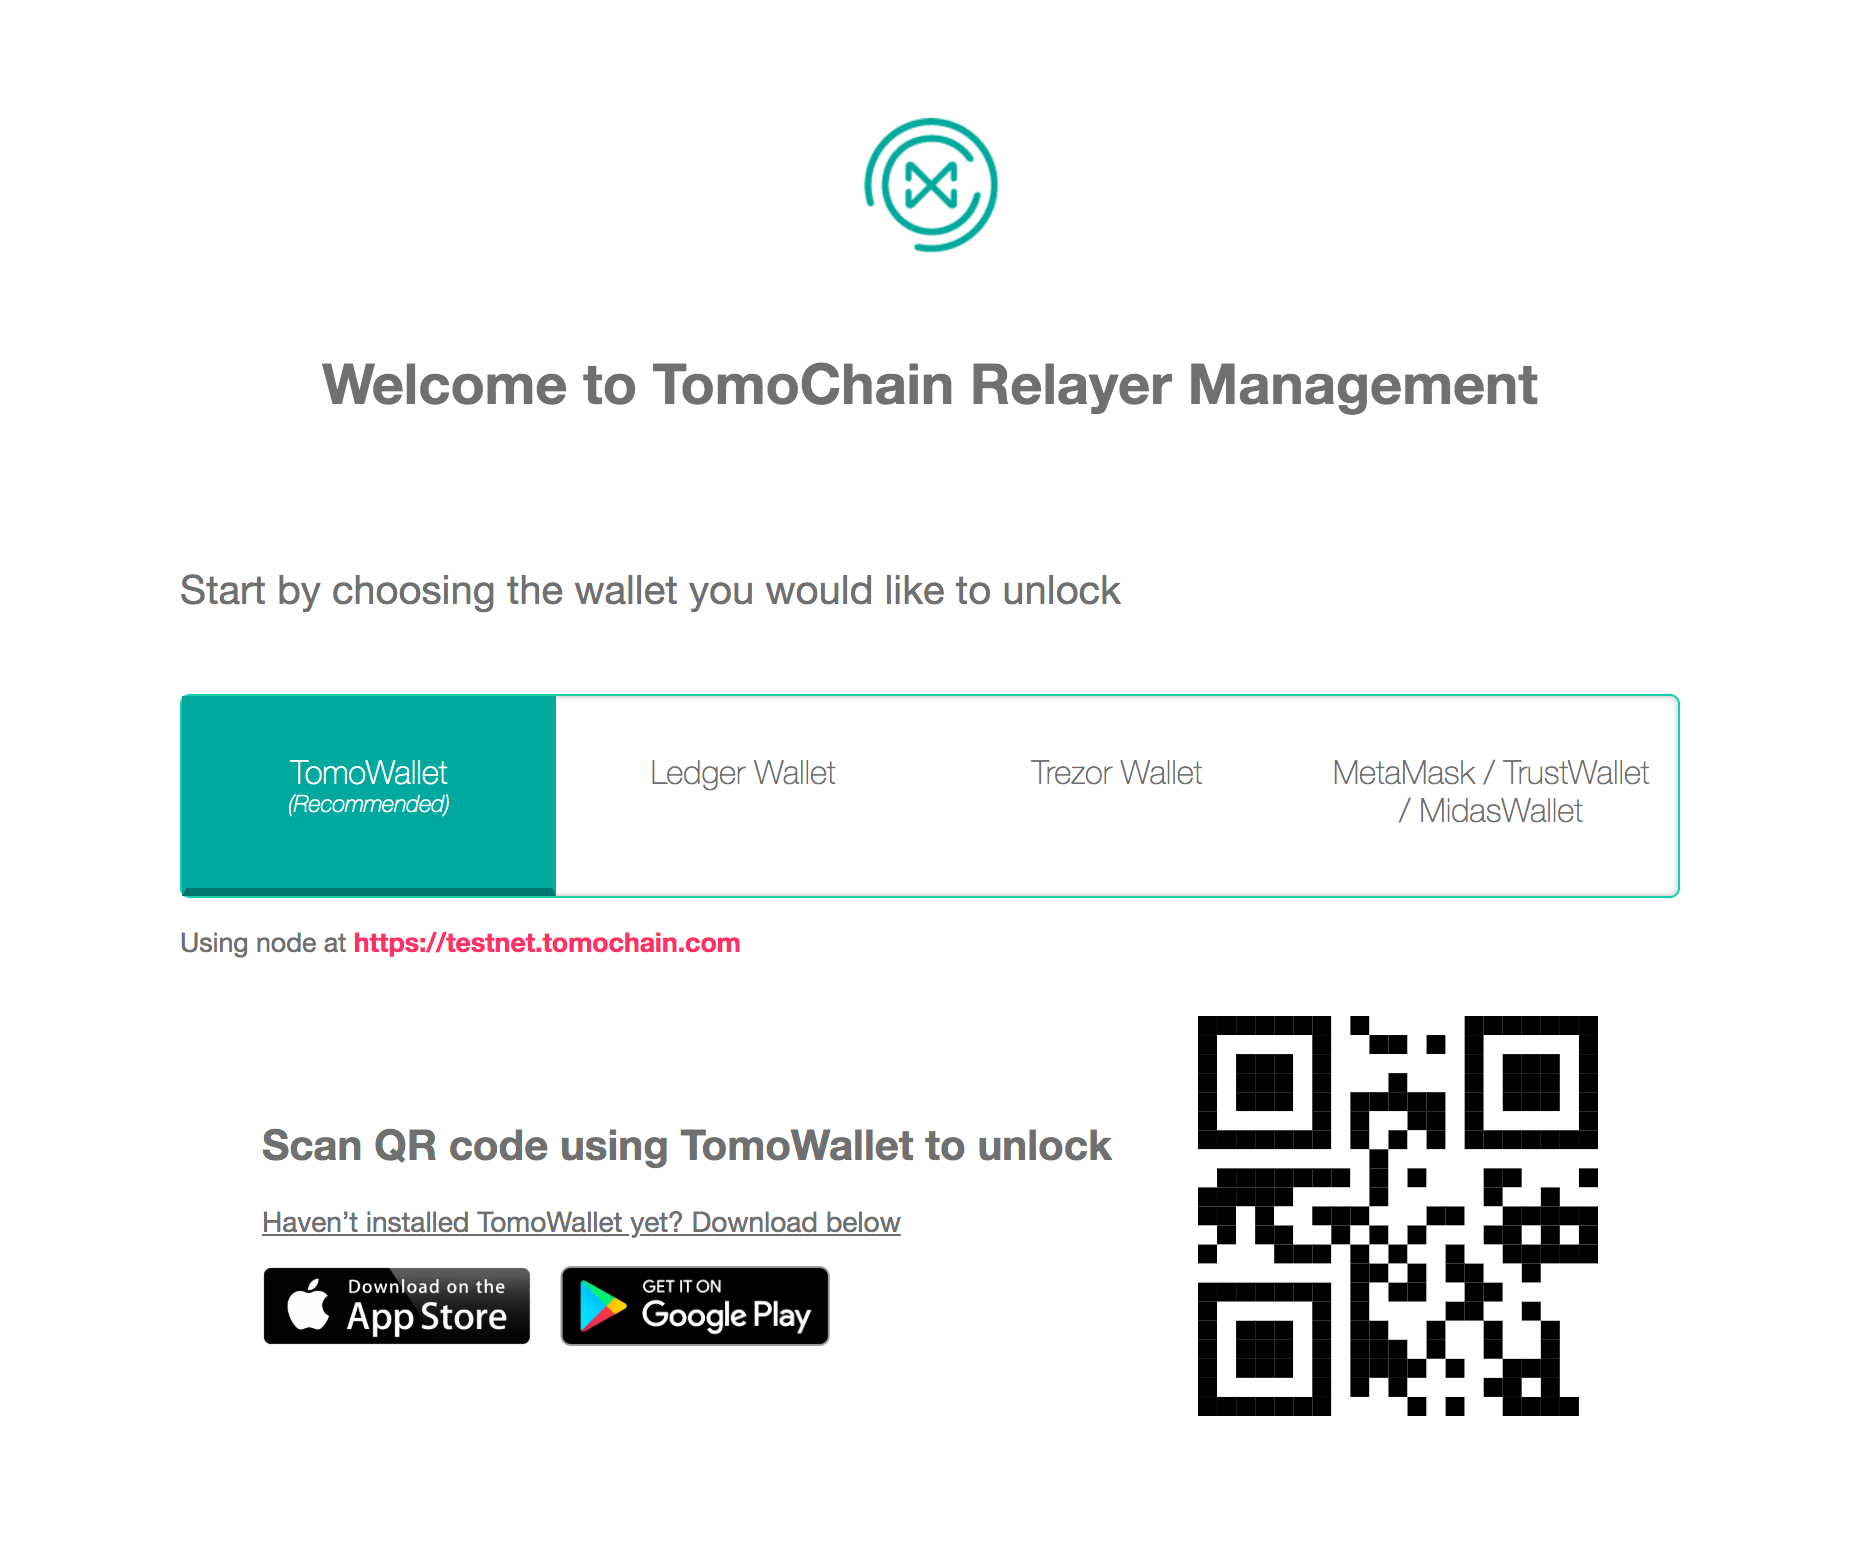 Welcome to TomoChain Relayer Management
Start by choosing the wallet you would like to unlock
TomoWallet
(Recommended)
Ledger Wallet
Trezor Wallet
MetaMask / TrustWallet
/ MidasWallet
Using node at https://testnet.tomochain.com
Scan QR code using TomoWallet to unlock
Haven’t installed TomoWallet yet? Download below
Download on the
App Store
GET IT ON
Google Play